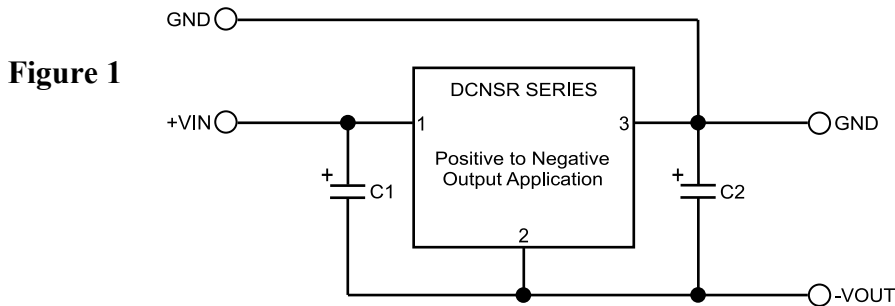 GND
Figure 1
DCNSR SERIES
+VIN
1
3
GND
Positive to Negative
Output Application
+
C1
+
C2
2
-VOUT